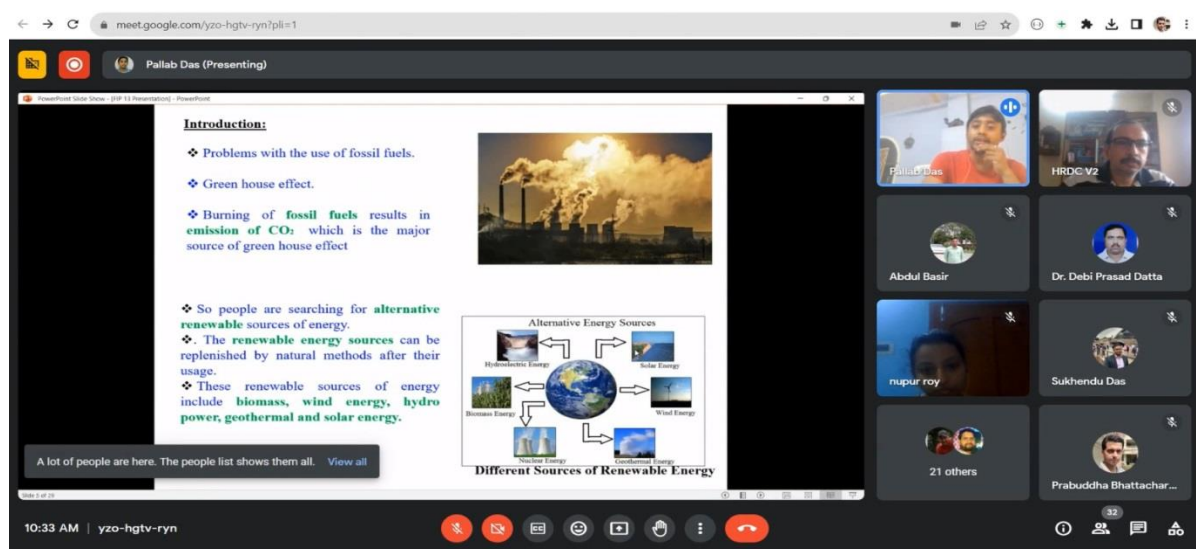 meet.google.com/yzo-hgtv-ryn?pli=1
Pallab Das (Presenting)
PowerPoint Slide Show - [FIP 13 Presentation] - PowerPoint
Introduction:
❖ Problems with the use of fossil fuels.
❖ Green house effect.
❖ Burning of fossil fuels results in
emission of CO₂ which is the major
source of green house effect
❖ So people are searching for alternative
renewable sources of energy.
❖. The renewable energy sources can be
replenished by natural methods after their
usage.
❖ These renewable sources of energy
include biomass, wind energy, hydro
power, geothermal and solar energy.
Alternative Energy Sources
Hydroelectric Energy
Solar Energy
Biomass Energy
Wind Energy
Nuclear Energy
Geothermal Energy
Different Sources of Renewable Energy
A lot of people are here. The people list shows them all. View all
Slide 3 of 29
Pallab Das
HRDC V2
Abdul Basir
Dr. Debi Prasad Datta
nupur roy
Sukhendu Das
21 others
Prabuddha Bhattachar...
10:33 AM | yzo-hgtv-ryn
CC
32